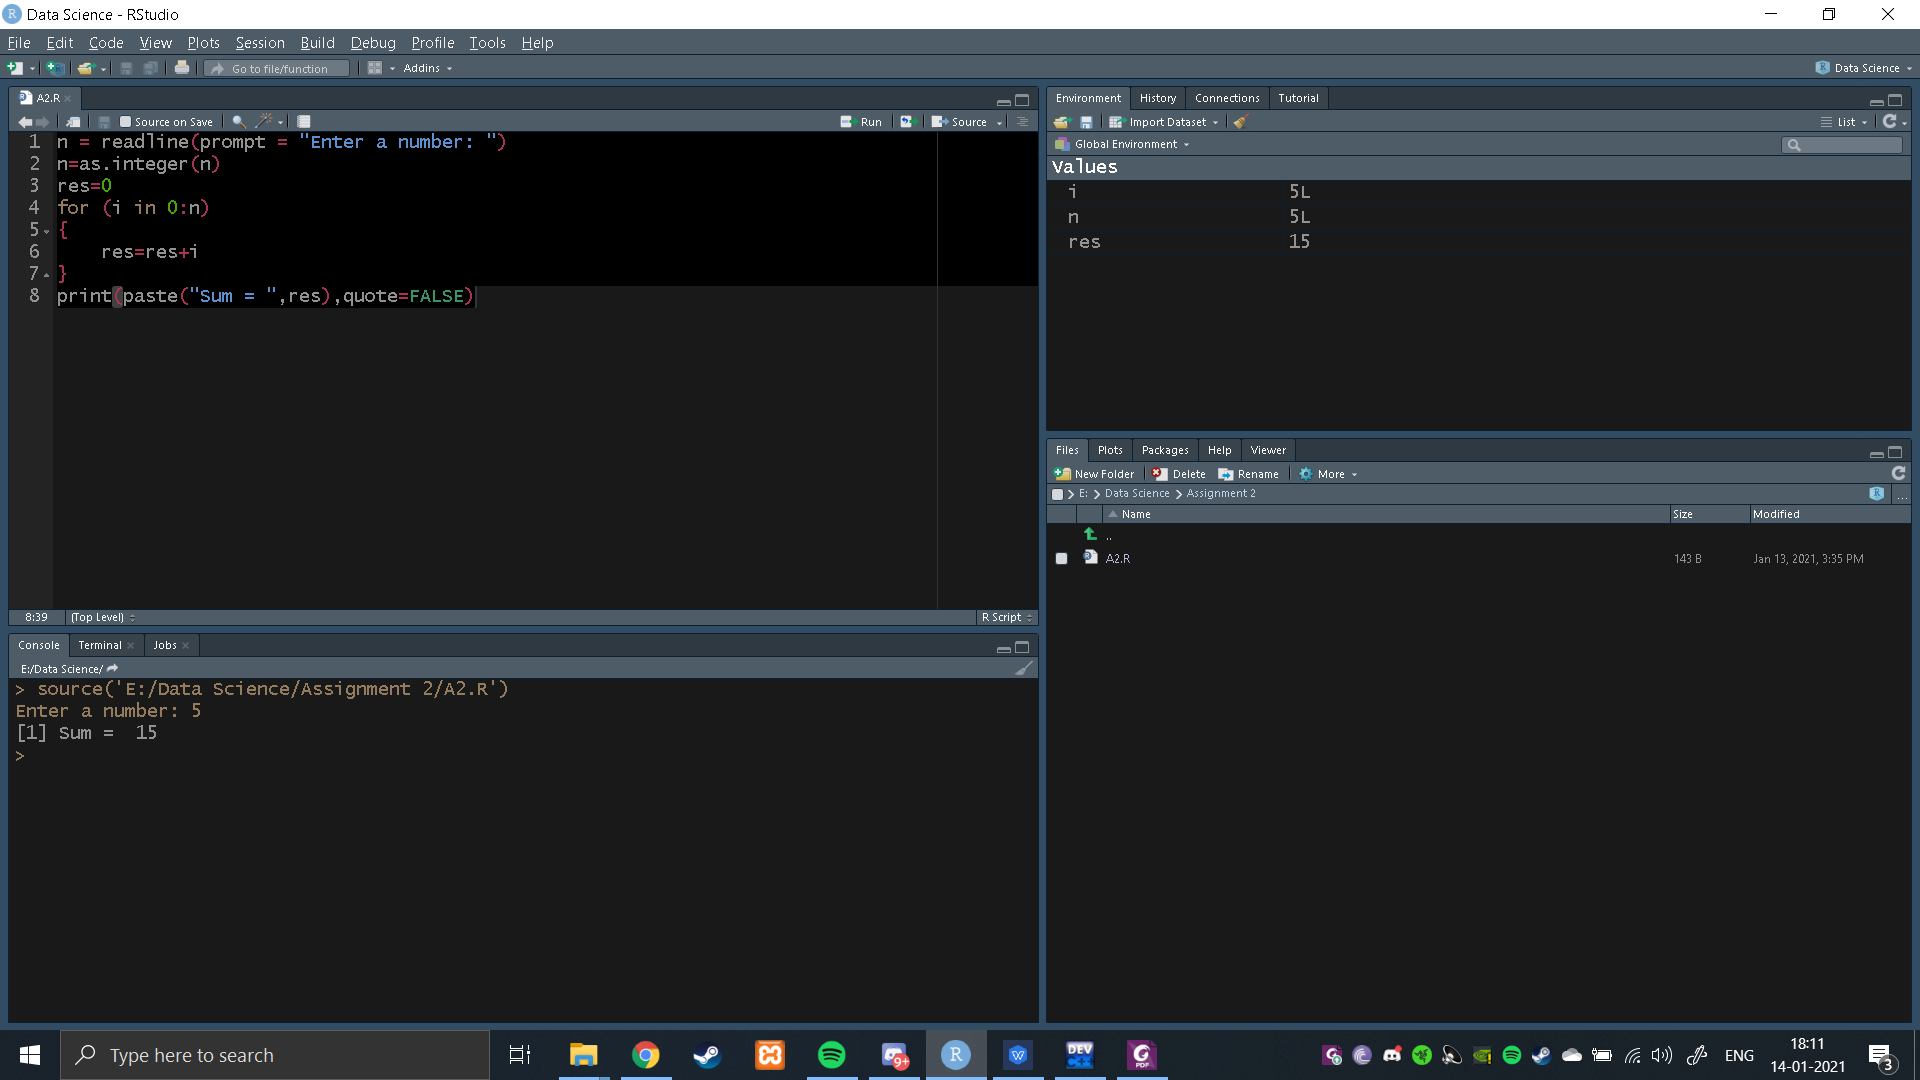 Data Science - RStudio
File Edit Code View Plots Session Build Debug Profile Tools Help
Go to file/function Addins Data Science
A2.R
Source on Save Run Source
1 n = readline(prompt = "Enter a number: ")
2 n=as.integer(n)
3 res=0
4 for (i in 0:n)
5 {
6     res=res+i
7 }
8 print(paste("Sum = ",res),quote=FALSE)
8:39 (Top Level) R Script
Console Terminal Jobs
E:/Data Science/
> source('E:/Data Science/Assignment 2/A2.R')
Enter a number: 5
[1] Sum =  15
>
Environment History Connections Tutorial
Import Dataset List
Global Environment
Values
i 5L
n 5L
res 15
Files Plots Packages Help Viewer
New Folder Delete Rename More
E: Data Science Assignment 2 ...
Name Size Modified
..
A2.R 143 B Jan 13, 2021, 3:35 PM
Type here to search
9+
R
W
DEV C++
PDF
ENG
18:11
14-01-2021
3